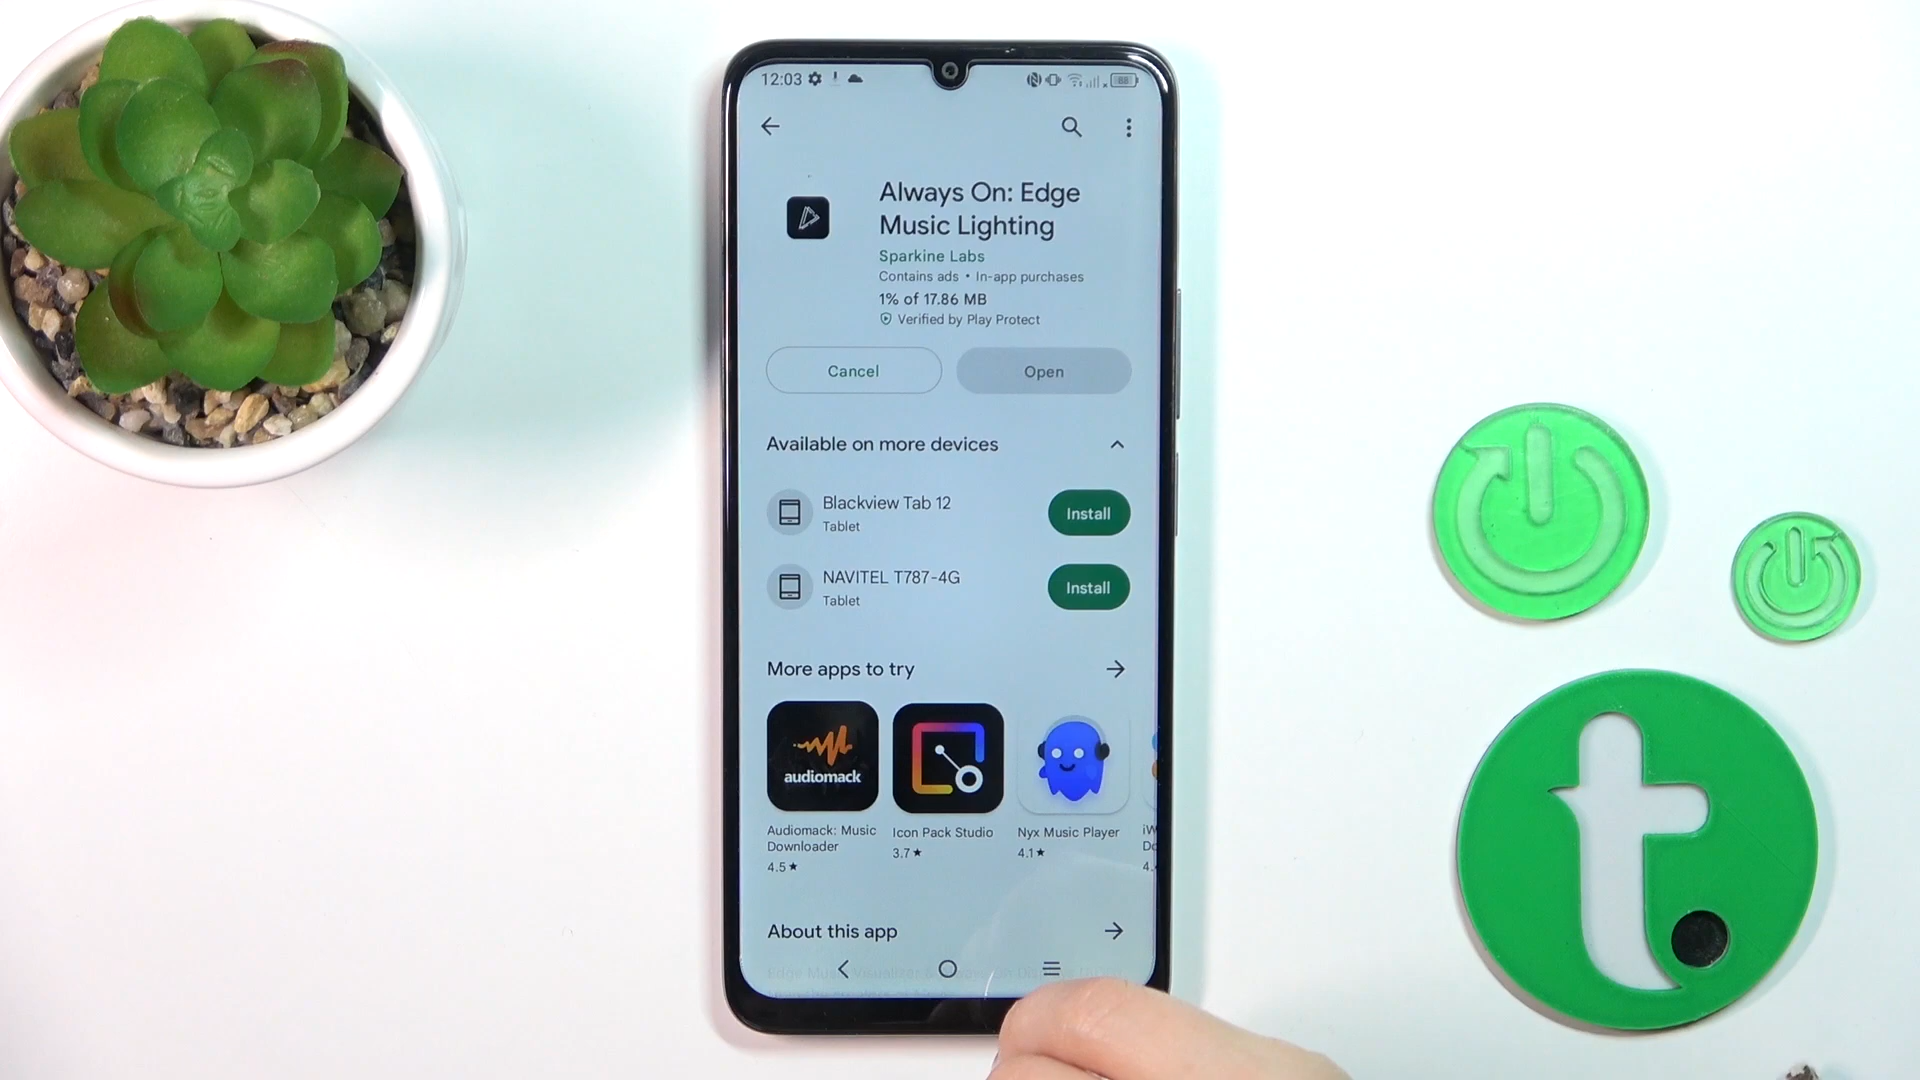 12:03
88
Always On: Edge
Music Lighting
Sparkine Labs
Contains ads • In-app purchases
1% of 17.86 MB
Verified by Play Protect
Cancel
Open
Available on more devices
Blackview Tab 12
Tablet
Install
NAVITEL T787-4G
Tablet
Install
More apps to try
audiomack
Audiomack: Music
Downloader
4.5★
Icon Pack Studio
3.7★
Nyx Music Player
4.1★
About this app
t